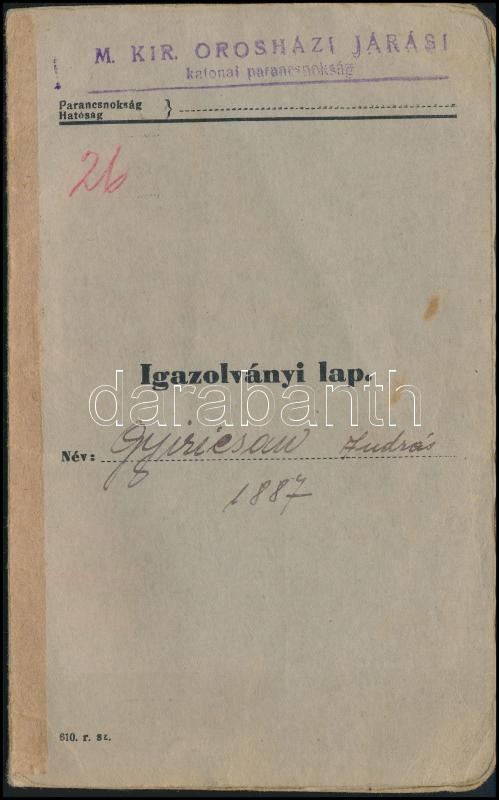 M. KIR. OROSHÁZI JÁRÁSI
katonai parancsnokság
Parancsnokság
Hatóság }
26
Igazolványi lap.
darabanth
Név: Gyiricsan András
1887
610. r. sz.